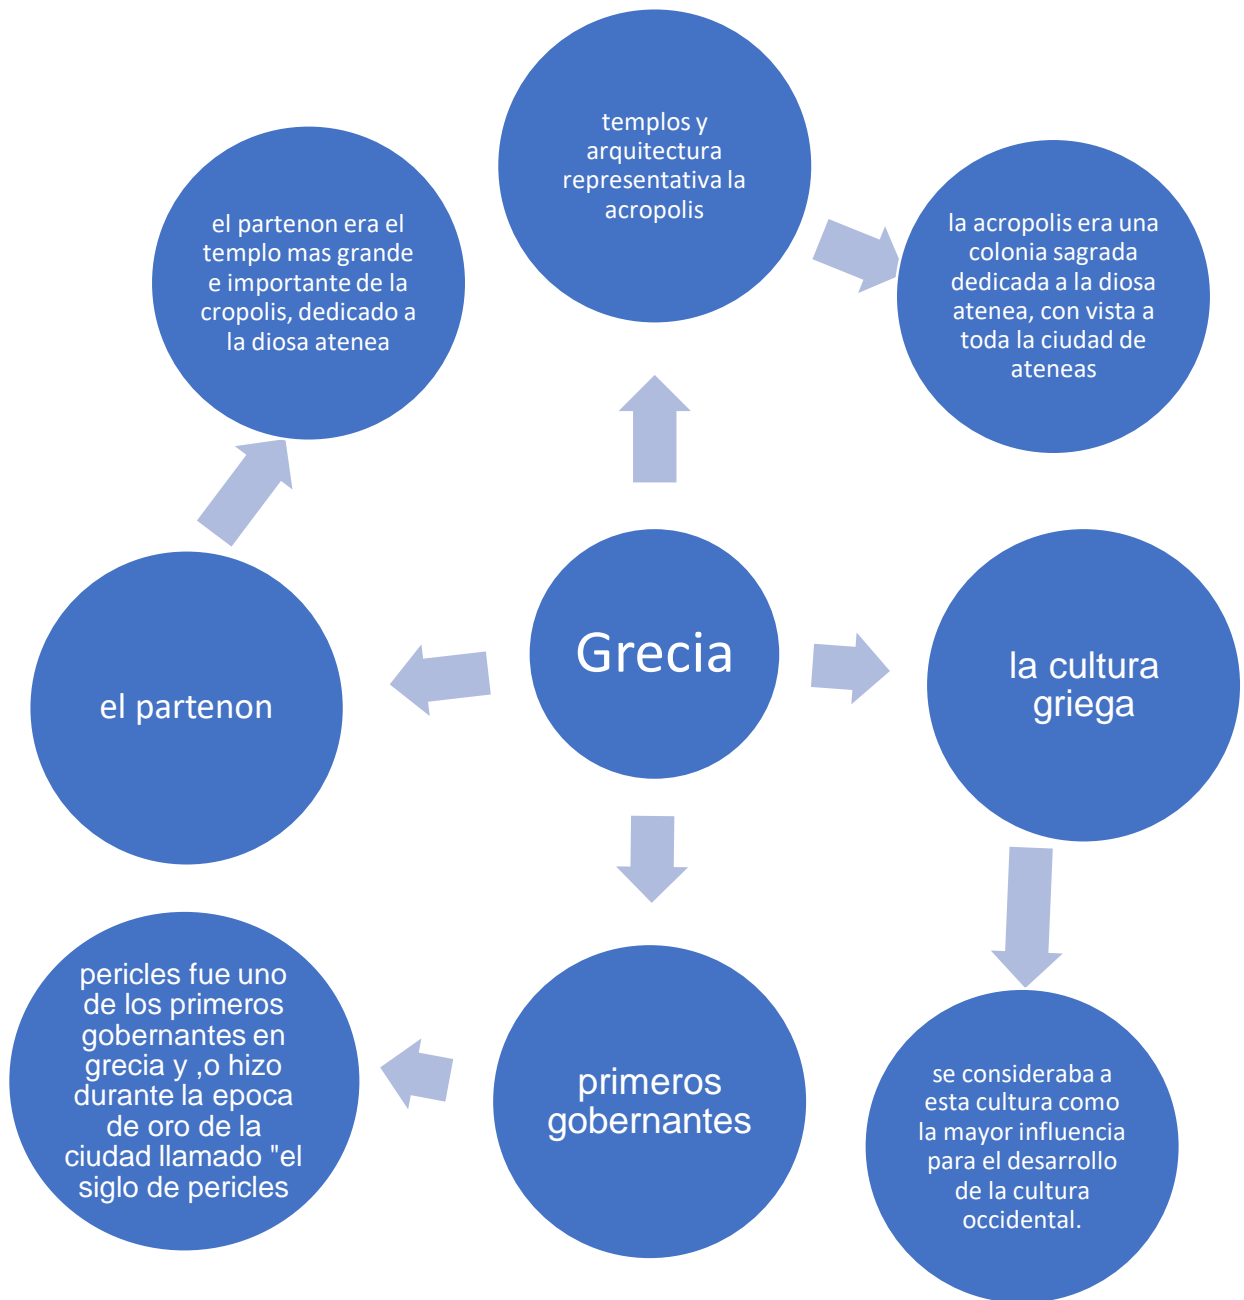 templos y
arquitectura
representativa la
acropolis
la acropolis era una
colonia sagrada
dedicada a la diosa
atenea, con vista a
toda la ciudad de
ateneas
el partenon era el
templo mas grande
e importante de la
cropolis, dedicado a
la diosa atenea
Grecia
la cultura
griega
el partenon
pericles fue uno
de los primeros
gobernantes en
grecia y ,o hizo
durante la epoca
de oro de la
ciudad llamado "el
siglo de pericles
primeros
gobernantes
se consideraba a
esta cultura como
la mayor influencia
para el desarrollo
de la cultura
occidental.